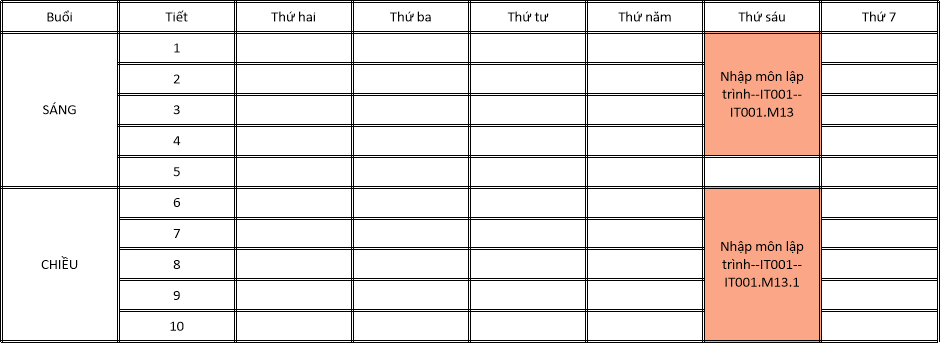 Buổi Tiết Thứ hai Thứ ba Thứ tư Thứ năm Thứ sáu Thứ 7
SÁNG
1
2
3
4
5
Nhập môn lập
trình--IT001--
IT001.M13
CHIỀU
6
7
8
9
10
Nhập môn lập
trình--IT001--
IT001.M13.1